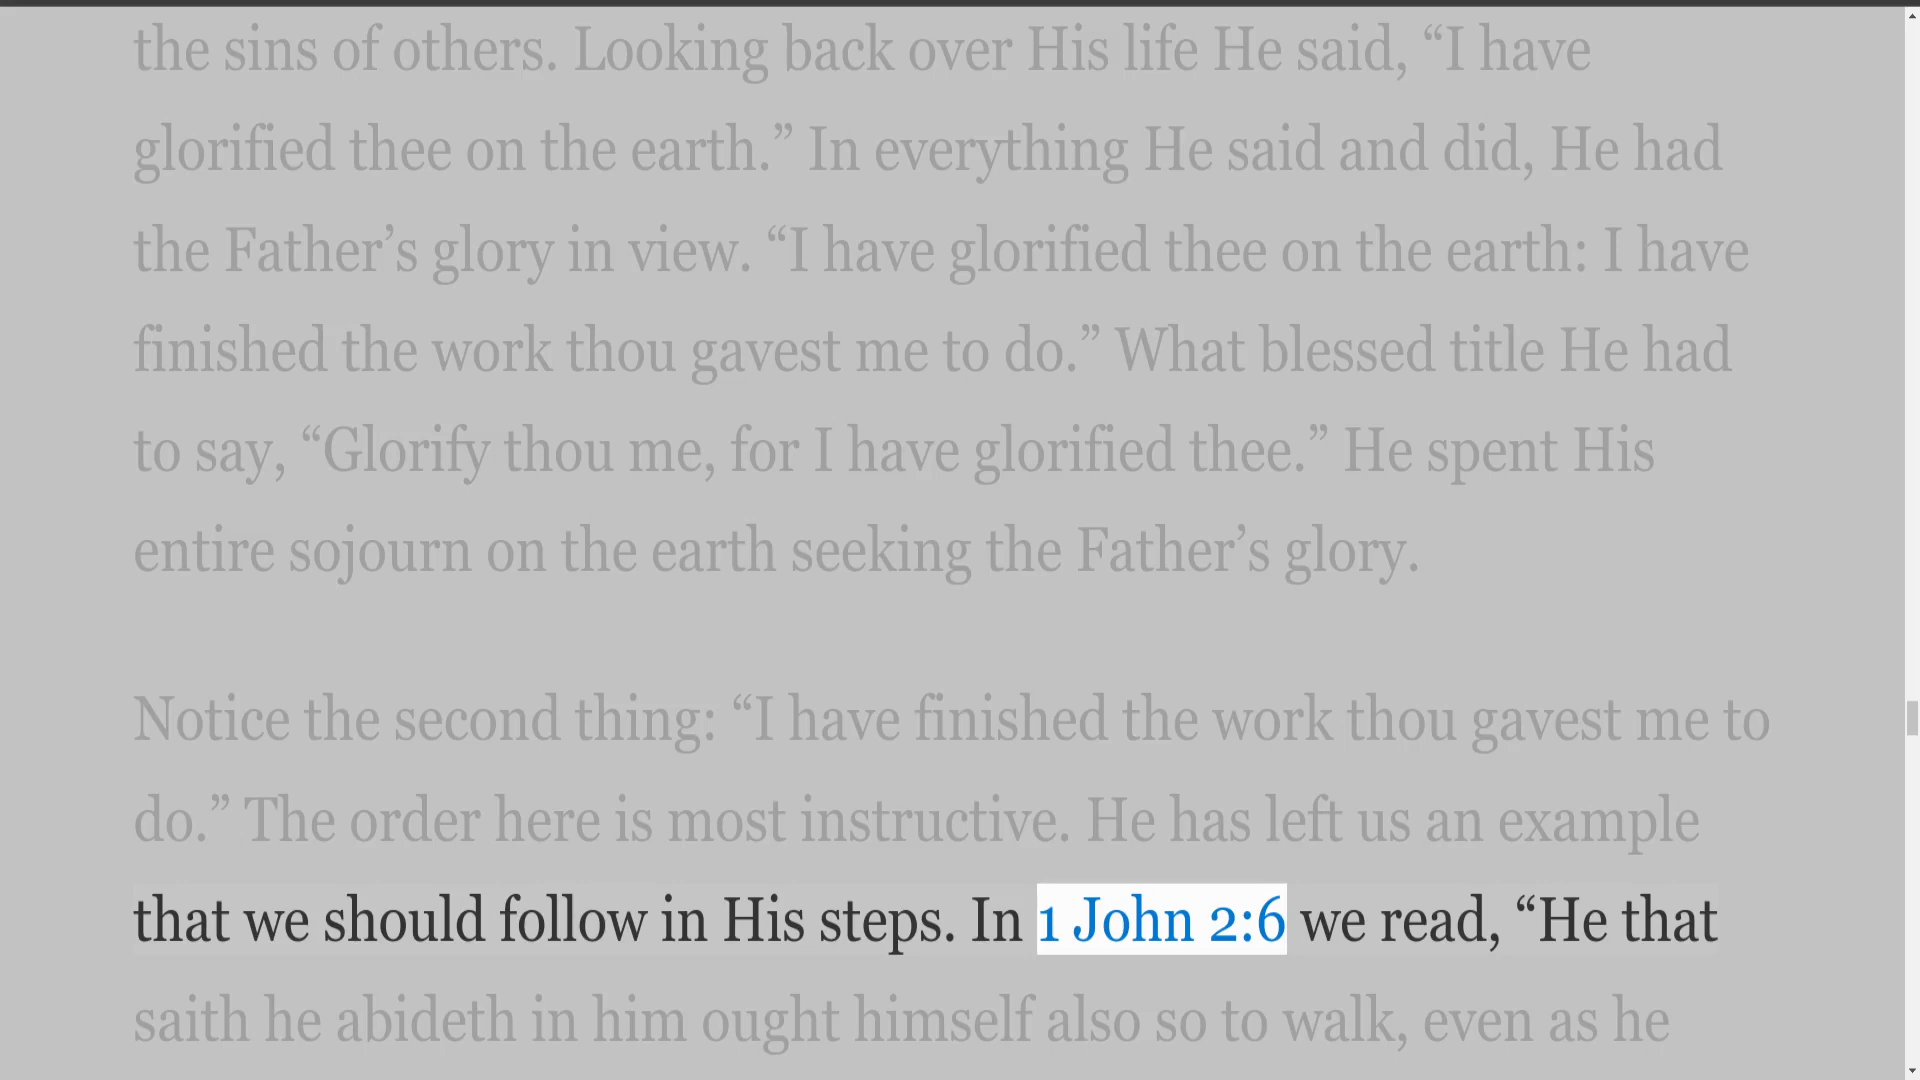 the sins of others. Looking back over His life He said, “I have
glorified thee on the earth.” In everything He said and did, He had
the Father’s glory in view. “I have glorified thee on the earth: I have
finished the work thou gavest me to do.” What blessed title He had
to say, “Glorify thou me, for I have glorified thee.” He spent His
entire sojourn on the earth seeking the Father’s glory.
Notice the second thing: “I have finished the work thou gavest me to
do.” The order here is most instructive. He has left us an example
that we should follow in His steps. In 1 John 2:6 we read, “He that
saith he abideth in him ought himself also so to walk, even as he